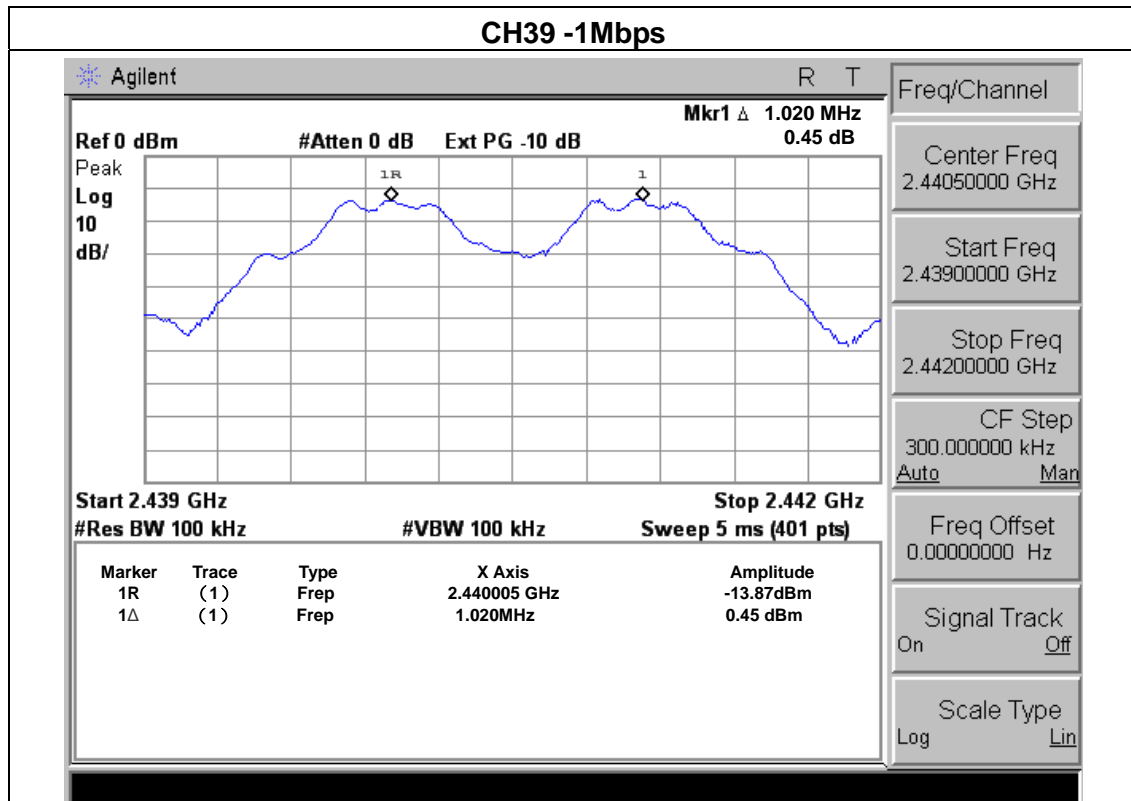 CH39 -1Mbps
Agilent R T
Mkr1 Δ 1.020 MHz
Ref 0 dBm #Atten 0 dB Ext PG -10 dB 0.45 dB
Peak
Log
10
dB/
1R 1
Start 2.439 GHz Stop 2.442 GHz
#Res BW 100 kHz #VBW 100 kHz Sweep 5 ms (401 pts)
Marker Trace Type X Axis Amplitude
1R (1) Frep 2.440005 GHz -13.87dBm
1Δ (1) Frep 1.020MHz 0.45 dBm
Freq/Channel
Center Freq
2.44050000 GHz
Start Freq
2.43900000 GHz
Stop Freq
2.44200000 GHz
CF Step
300.000000 kHz
Auto Man
Freq Offset
0.00000000 Hz
Signal Track
On Off
Scale Type
Log Lin